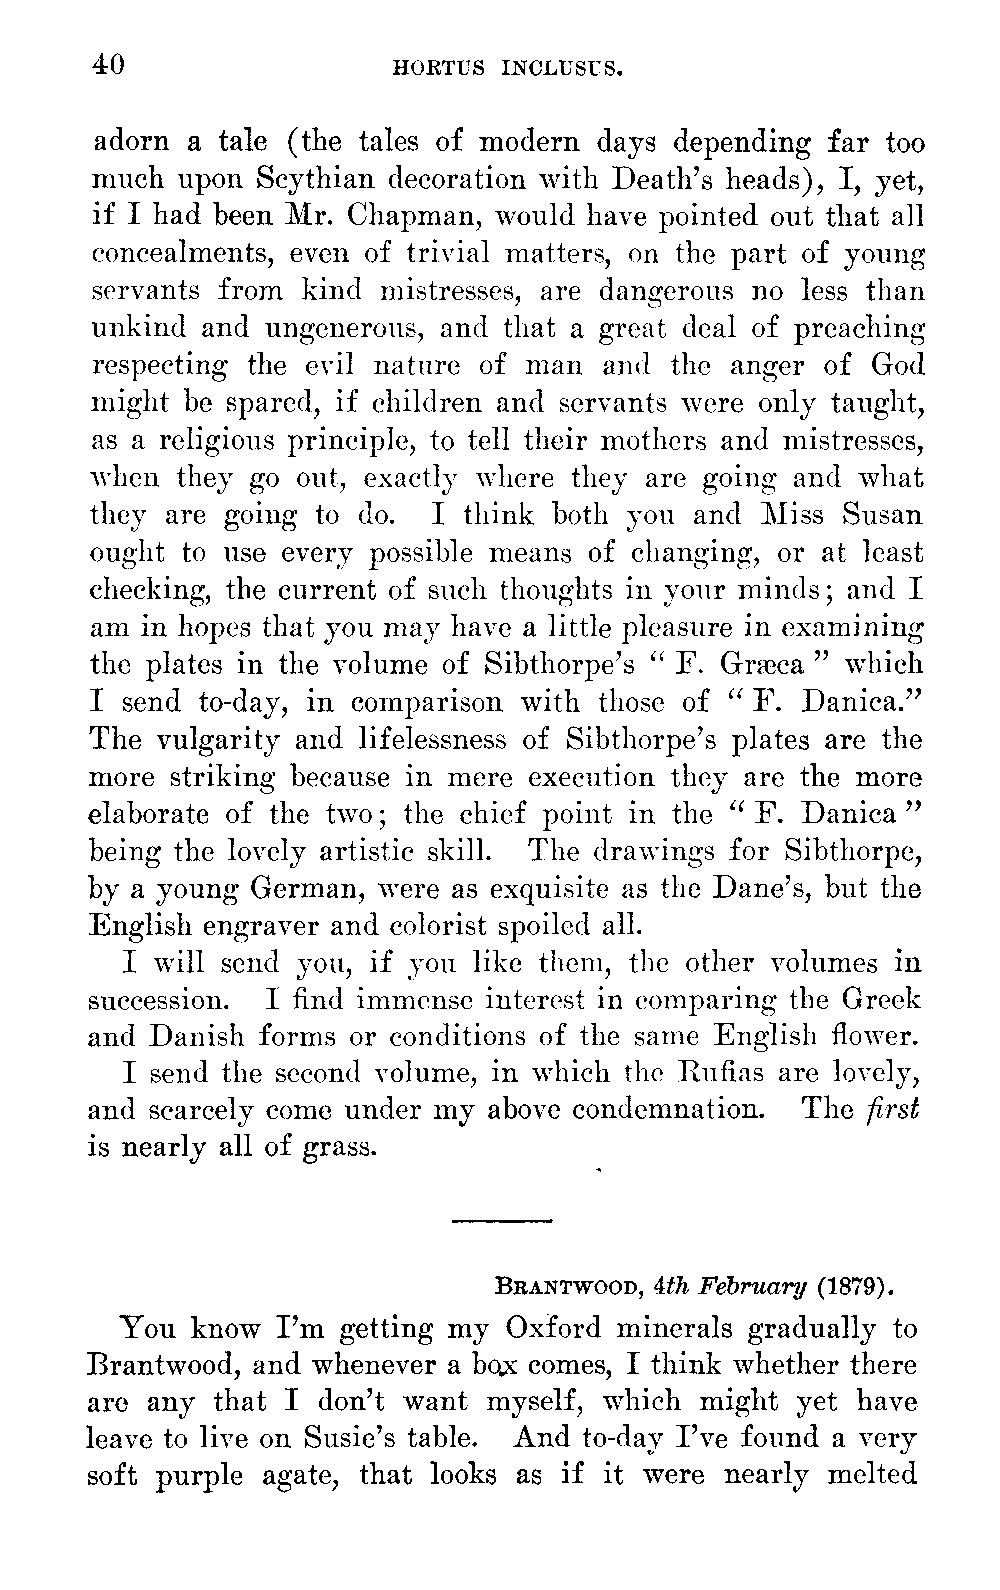 40 HORTUS INCLUSUS.
adorn a tale (the tales of modern days depending far too
much upon Scythian decoration with Death's heads), I, yet,
if I had been Mr. Chapman, would have pointed out that all
concealments, even of trivial matters, on the part of young
servants from kind mistresses, are dangerous no less than
unkind and ungenerous, and that a great deal of preaching
respecting the evil nature of man and the anger of God
might be spared, if children and servants were only taught,
as a religious principle, to tell their mothers and mistresses,
when they go out, exactly where they are going and what
they are going to do. I think both you and Miss Susan
ought to use every possible means of changing, or at least
checking, the current of such thoughts in your minds; and I
am in hopes that you may have a little pleasure in examining
the plates in the volume of Sibthorpe's “ F. Græca ” which
I send to-day, in comparison with those of “ F. Danica.”
The vulgarity and lifelessness of Sibthorpe's plates are the
more striking because in mere execution they are the more
elaborate of the two; the chief point in the “ F. Danica ”
being the lovely artistic skill. The drawings for Sibthorpe,
by a young German, were as exquisite as the Dane's, but the
English engraver and colorist spoiled all.
I will send you, if you like them, the other volumes in
succession. I find immense interest in comparing the Greek
and Danish forms or conditions of the same English flower.
I send the second volume, in which the Rufias are lovely,
and scarcely come under my above condemnation. The first
is nearly all of grass.
BRANTWOOD, 4th February (1879).
You know I'm getting my Oxford minerals gradually to
Brantwood, and whenever a box comes, I think whether there
are any that I don't want myself, which might yet have
leave to live on Susie's table. And to-day I've found a very
soft purple agate, that looks as if it were nearly melted